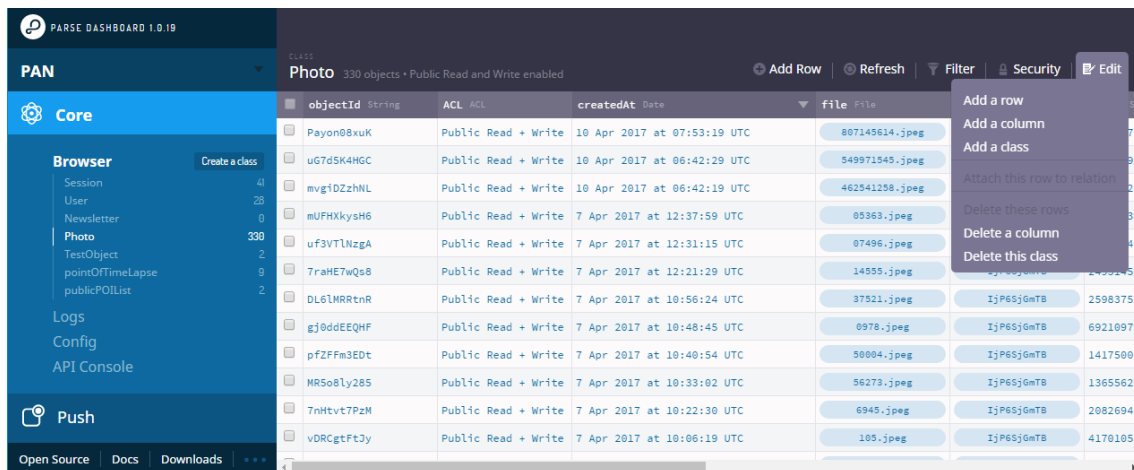 PARSE DASHBOARD 1.0.19
PAN
Core
Browser Create a class
Session 41
User 28
Newsletter 0
Photo 330
TestObject 2
pointOfTimeLapse 9
publicPOIList 2
Logs
Config
API Console
Push
Open Source Docs Downloads
CLASS
Photo 330 objects • Public Read and Write enabled
Add Row Refresh Filter Security Edit
Add a row
Add a column
Add a class
Attach this row to relation
Delete these rows
Delete a column
Delete this class
objectId String ACL ACL createdAt Date file File
Payon08xuK Public Read + Write 10 Apr 2017 at 07:53:19 UTC 807145614.jpeg
uG7d5K4HGC Public Read + Write 10 Apr 2017 at 06:42:29 UTC 549971545.jpeg
mvgiDZzhNL Public Read + Write 10 Apr 2017 at 06:42:19 UTC 462541258.jpeg
mUFHXkysH6 Public Read + Write 7 Apr 2017 at 12:37:59 UTC 05363.jpeg
uf3VTlNzgA Public Read + Write 7 Apr 2017 at 12:31:15 UTC 07496.jpeg
7raHE7wQs8 Public Read + Write 7 Apr 2017 at 12:21:29 UTC 14555.jpeg
DL6lMRRtnR Public Read + Write 7 Apr 2017 at 10:56:24 UTC 37521.jpeg IjP6SjGmTB 2598375
gj0ddEEQHF Public Read + Write 7 Apr 2017 at 10:48:45 UTC 0978.jpeg IjP6SjGmTB 6921097
pfZFFm3EDt Public Read + Write 7 Apr 2017 at 10:40:54 UTC 50004.jpeg IjP6SjGmTB 1417500
MR5o8ly285 Public Read + Write 7 Apr 2017 at 10:33:02 UTC 56273.jpeg IjP6SjGmTB 1365562
7nHtvt7PzM Public Read + Write 7 Apr 2017 at 10:22:30 UTC 6945.jpeg IjP6SjGmTB 2082694
vDRCgtFtJy Public Read + Write 7 Apr 2017 at 10:06:19 UTC 105.jpeg IjP6SjGmTB 4170105